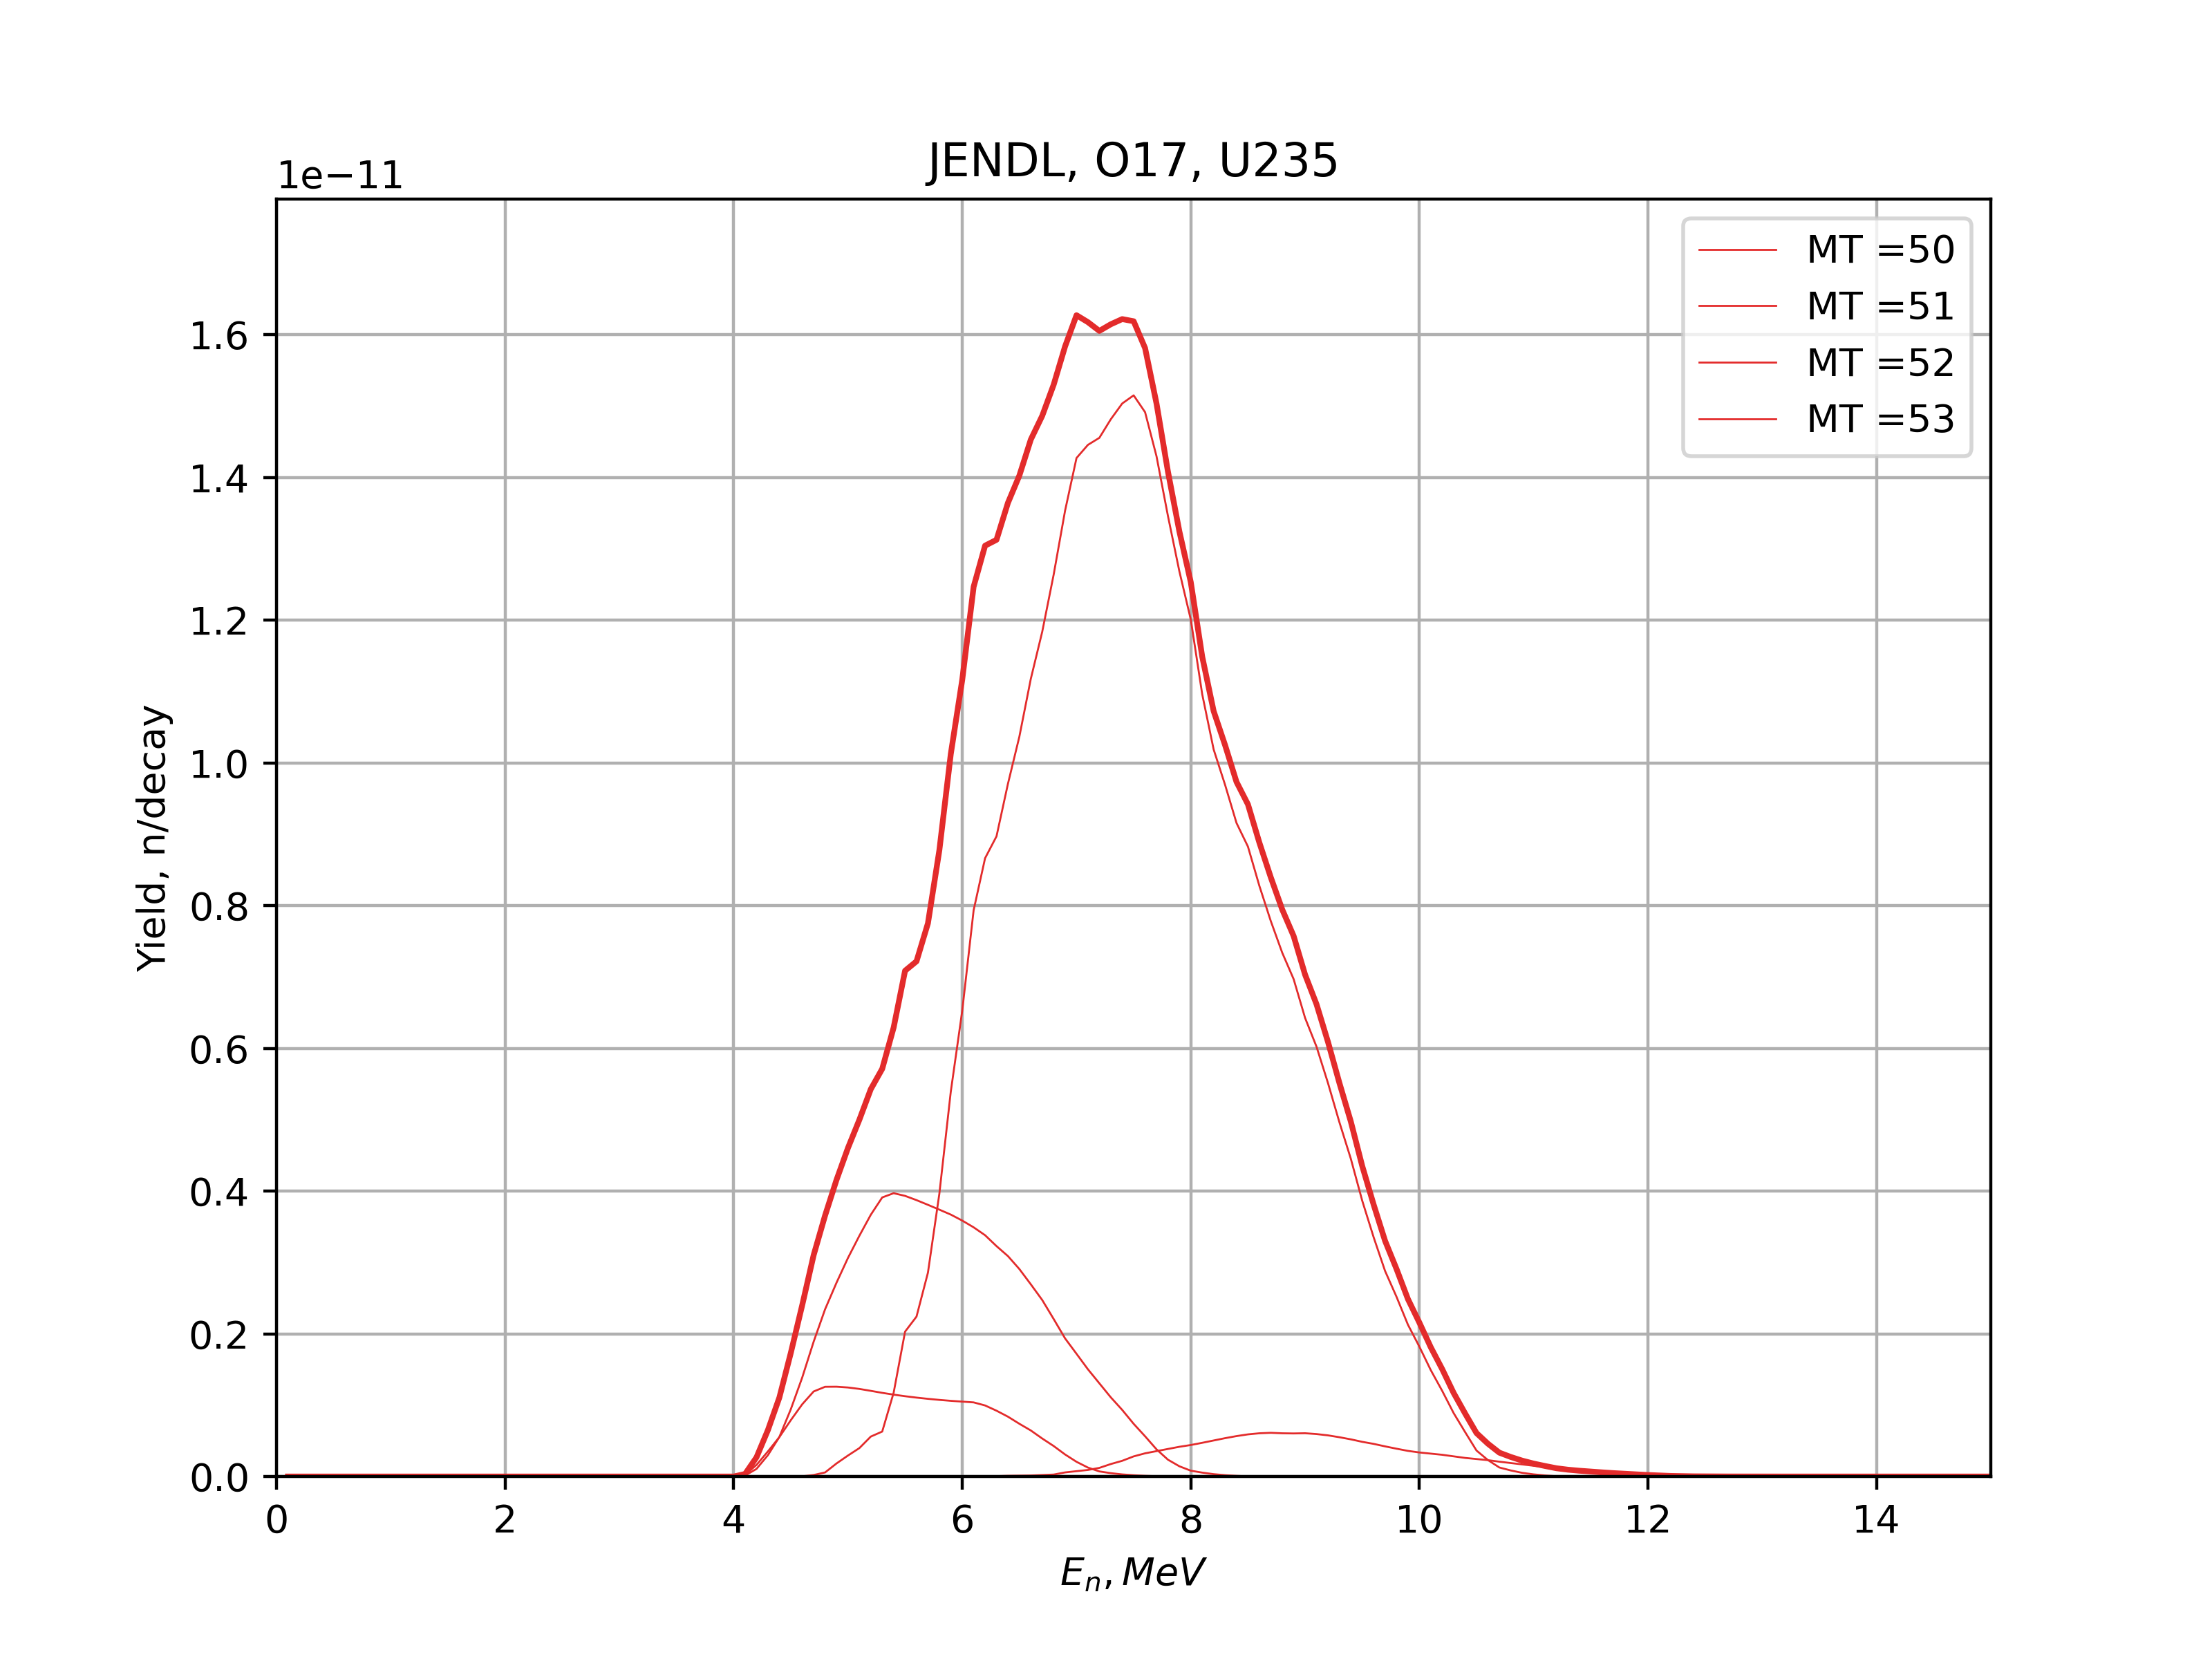 JENDL, O17, U235
1e−11
MT =50
MT =51
MT =52
MT =53
1.6
1.4
1.2
1.0
0.8
0.6
0.4
0.2
0.0
Yield, n/decay
0 2 4 6 8 10 12 14
En, MeV